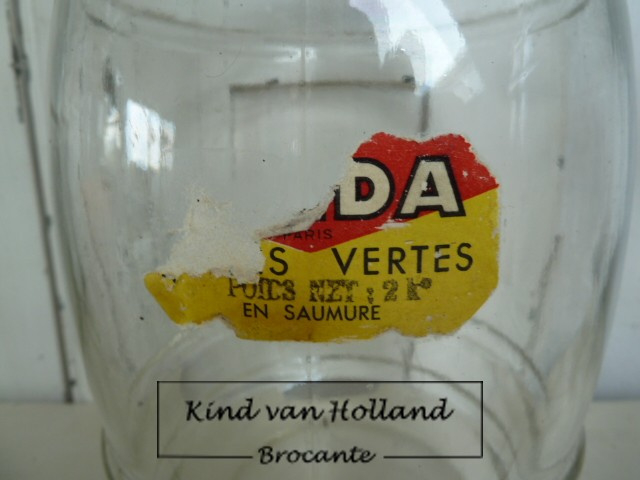 DA
PARIS
S VERTES
POIDS NET : 2 K°
EN SAUMURE
Kind van Holland
Brocante